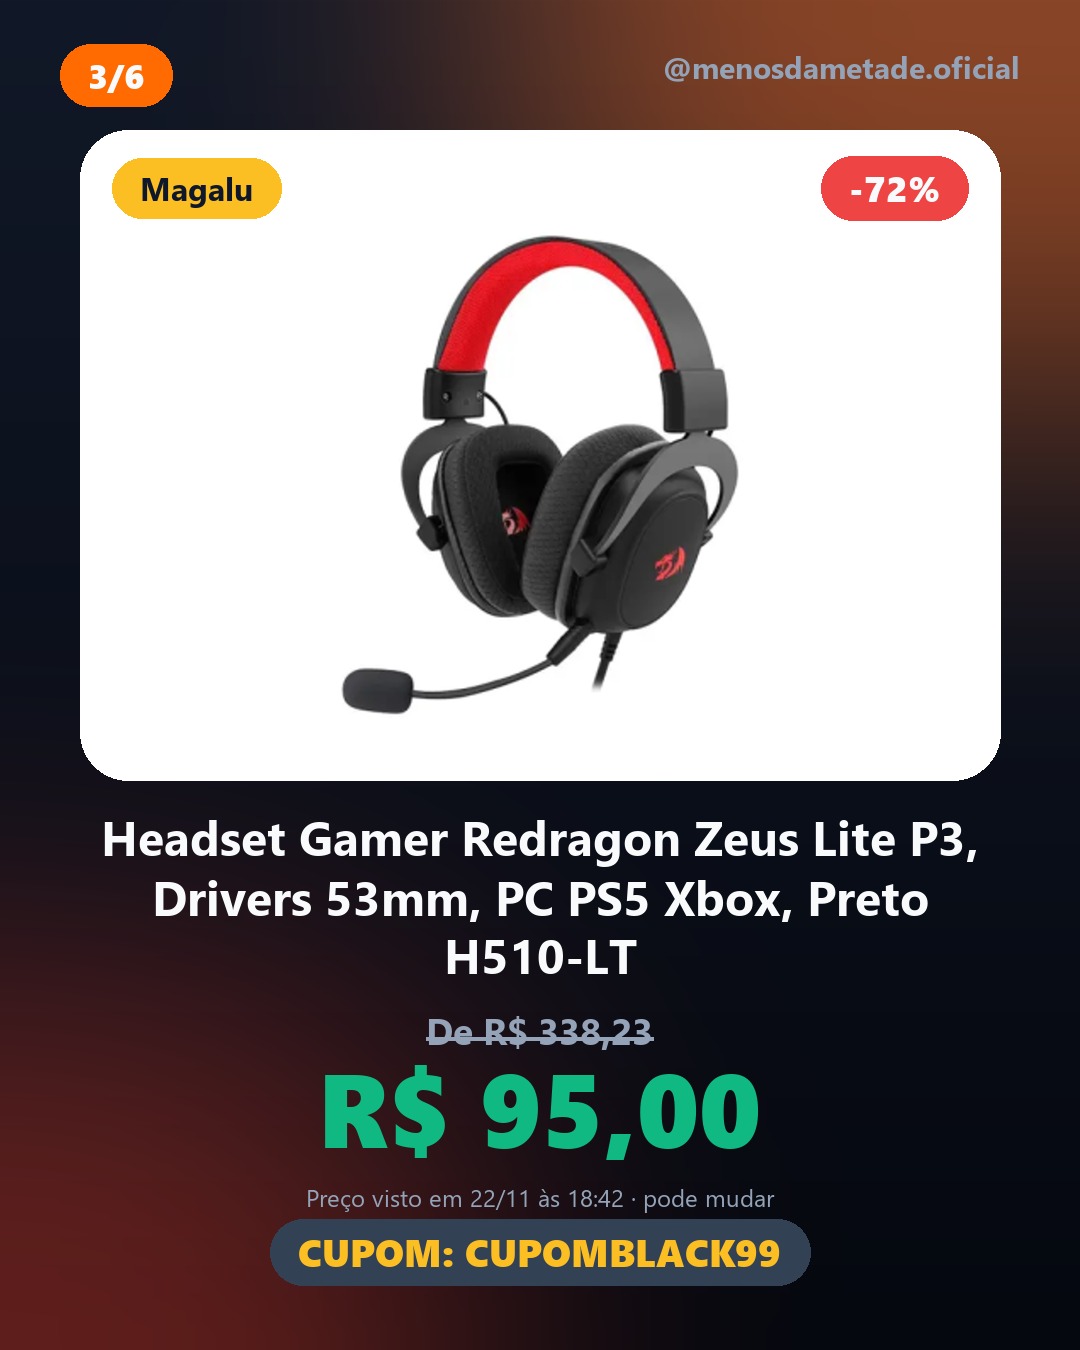 3/6
@menosdametade.oficial
Magalu
-72%
Headset Gamer Redragon Zeus Lite P3,
Drivers 53mm, PC PS5 Xbox, Preto
H510-LT
De R$ 338,23
R$ 95,00
Preço visto em 22/11 às 18:42 · pode mudar
CUPOM: CUPOMBLACK99